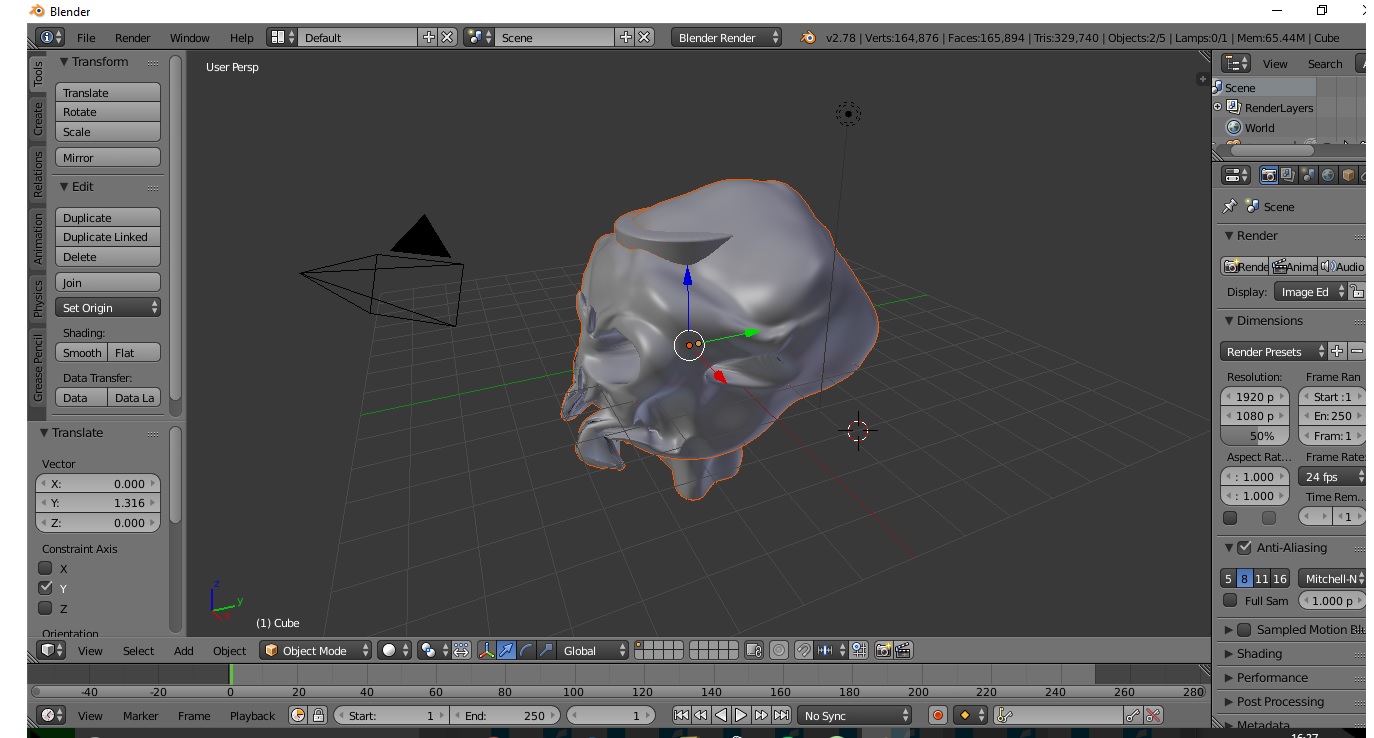 Blender
File Render Window Help Default Scene Blender Render v2.78 | Verts:164,876 | Faces:165,894 | Tris:329,740 | Objects:2/5 | Lamps:0/1 | Mem:65.44M | Cube
Tools
Create
Relations
Animation
Physics
Grease Pencil
Transform
Translate
Rotate
Scale
Mirror
Edit
Duplicate
Duplicate Linked
Delete
Join
Set Origin
Shading:
Smooth Flat
Data Transfer:
Data Data La
Translate
Vector
X: 0.000
Y: 1.316
Z: 0.000
Constraint Axis
X
Y
Z
Orientation
User Persp
z
y
x
(1) Cube
View Select Add Object Object Mode Global
-40 -20 0 20 40 60 80 100 120 140 160 180 200 220 240 260 280
View Marker Frame Playback Start: 1 End: 250 1 No Sync
View Search
Scene
RenderLayers
World
Scene
Render
Rende Anima Audio
Display: Image Ed
Dimensions
Render Presets
Resolution: Frame Ran
1920 p Start :1
1080 p En: 250
50% Fram: 1
Aspect Rat... Frame Rate:
: 1.000 24 fps
: 1.000 Time Rem...
1
Anti-Aliasing
5 8 11 16 Mitchell-N
Full Sam 1.000 p
Sampled Motion Blu
Shading
Performance
Post Processing
Metadata
16:27